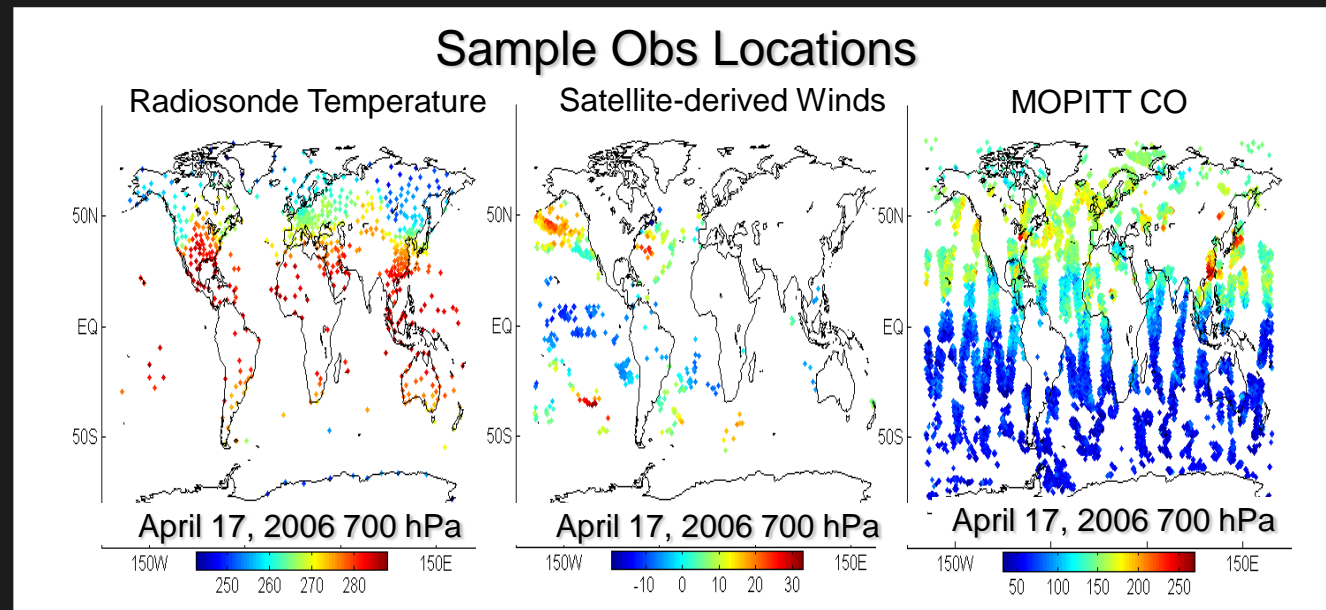 Sample Obs Locations
Radiosonde Temperature
Satellite-derived Winds
MOPITT CO
50N
EQ
50S
50N
EQ
50S
50N
EQ
50S
April 17, 2006 700 hPa
April 17, 2006 700 hPa
April 17, 2006 700 hPa
150W
150E
150W
150E
150W
150E
250 260 270 280
-10 0 10 20 30
50 100 150 200 250